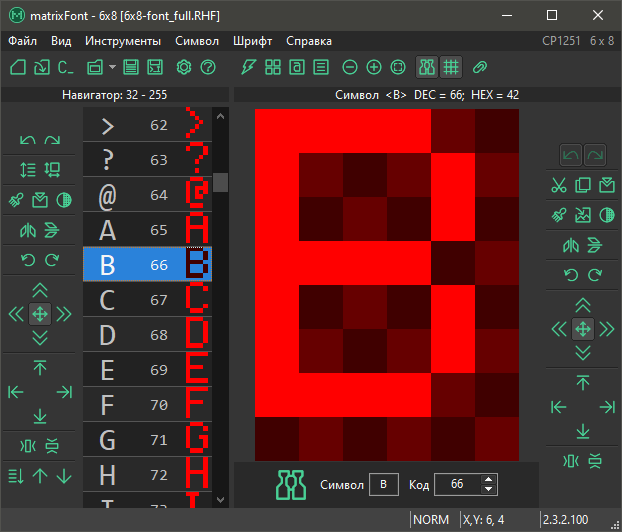 matrixFont - 6x8 [6x8-font_full.RHF]
Файл Вид Инструменты Символ Шрифт Справка CP1251 6 x 8
Навигатор: 32 - 255
Символ <B> DEC = 66; HEX = 42
> 62
? 63
@ 64
A 65
B 66
C 67
D 68
E 69
F 70
G 71
H 72
Символ B Код 66
NORM X,Y: 6, 4 2.3.2.100